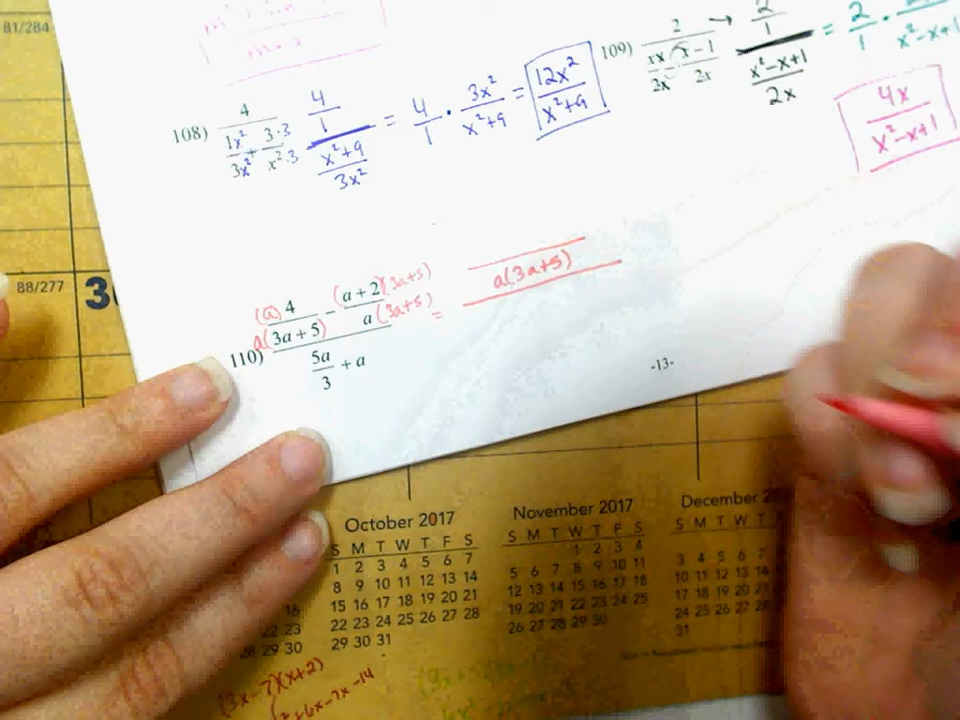 81/284
108) 4 / (1x²/3x² + 3·3/x²·3)
4/1 / (x²+9)/3x² = 4/1 · 3x²/(x²+9) = 12x²/(x²+9)
109) 2 → 2/1 / (x²-x+1)/2x = 2/1 ·
x²-x+1
4x/(x²-x+1)
88/277
110) ((a)4/a(3a+5) - (a+2)(3a+5)/a(3a+5)) / (5a/3 + a) = a(3a+5)
-13-
October 2017
S M T W T F S
1 2 3 4 5 6 7
8 9 10 11 12 13 14
15 16 17 18 19 20 21
22 23 24 25 26 27 28
29 30 31
November 2017
S M T W T F S
1 2 3 4
5 6 7 8 9 10 11
12 13 14 15 16 17 18
19 20 21 22 23 24 25
26 27 28 29 30
December
S M T W T
3 4 5 6 7
10 11 12 13 14
17 18 19 20 21
24 25 26 27 28
31
16
22 23
28 29 30
(3x-7)(x+2)
+6x-7x-14